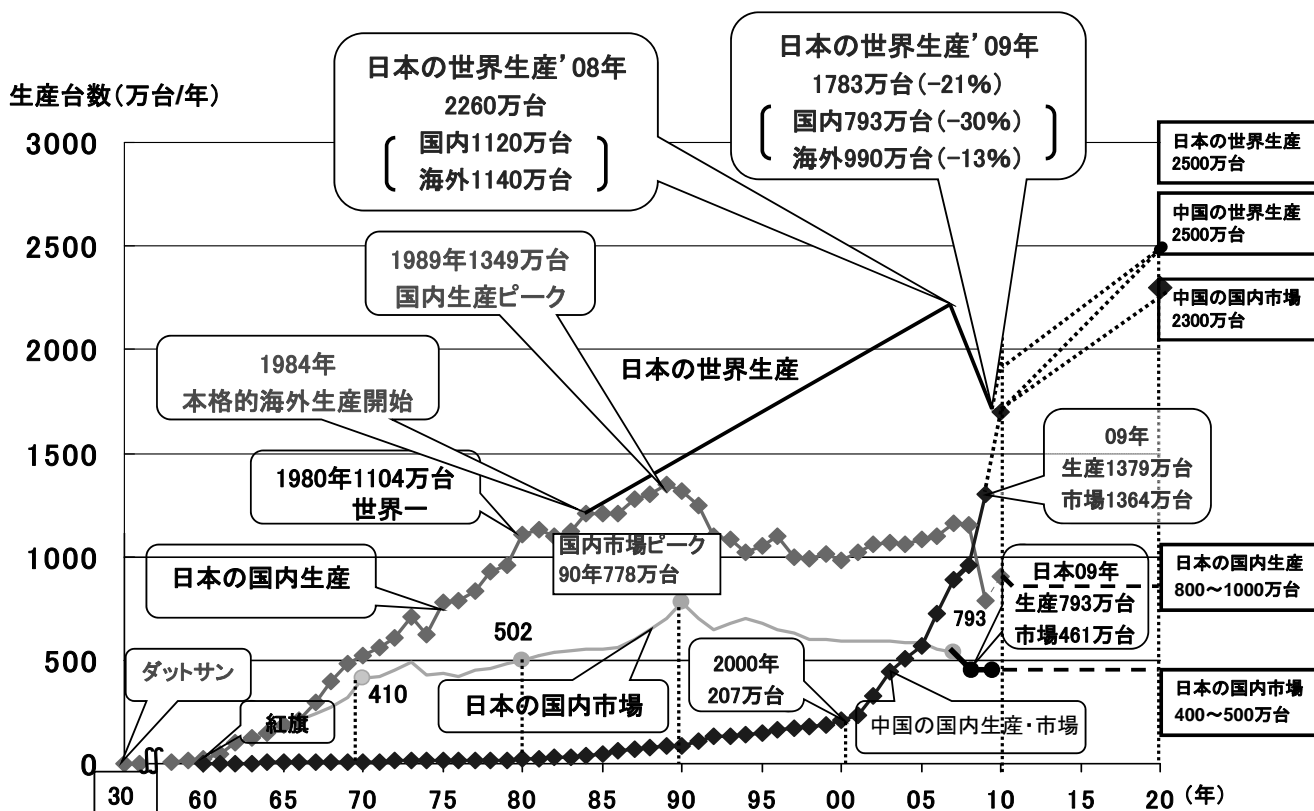 生産台数(万台/年)
日本の世界生産'08年
2260万台
国内1120万台
海外1140万台
日本の世界生産'09年
1783万台(-21%)
国内793万台(-30%)
海外990万台(-13%)
日本の世界生産
2500万台
中国の世界生産
2500万台
中国の国内市場
2300万台
1989年1349万台
国内生産ピーク
1984年
本格的海外生産開始
日本の世界生産
1980年1104万台
世界一
09年
生産1379万台
市場1364万台
国内市場ピーク
90年778万台
日本の国内生産
日本09年
生産793万台
市場461万台
793
日本の国内生産
800~1000万台
ダットサン
紅旗
410
502
日本の国内市場
2000年
207万台
中国の国内生産・市場
日本の国内市場
400~500万台
3000
2500
2000
1500
1000
500
0
30 60 65 70 75 80 85 90 95 00 05 10 15 20 (年)